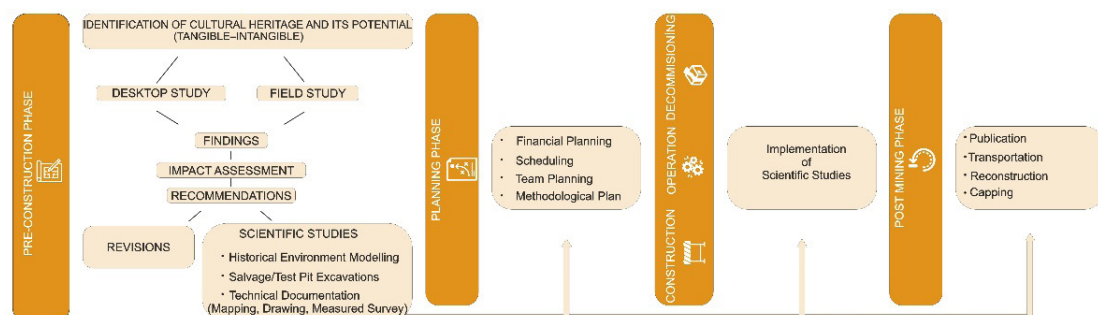 PRE-CONSTRUCTION PHASE
IDENTIFICATION OF CULTURAL HERITAGE AND ITS POTENTIAL
(TANGIBLE–INTANGIBLE)
DESKTOP STUDY
FIELD STUDY
FINDINGS
IMPACT ASSESSMENT
RECOMMENDATIONS
REVISIONS
SCIENTIFIC STUDIES
• Historical Environment Modelling
• Salvage/Test Pit Excavations
• Technical Documentation
(Mapping, Drawing, Measured Survey)
PLANNING PHASE
• Financial Planning
• Scheduling
• Team Planning
• Methodological Plan
CONSTRUCTION OPERATION DECOMMISIONING
Implementation
of
Scientific Studies
POST MINING PHASE
• Publication
• Transportation
• Reconstruction
• Capping